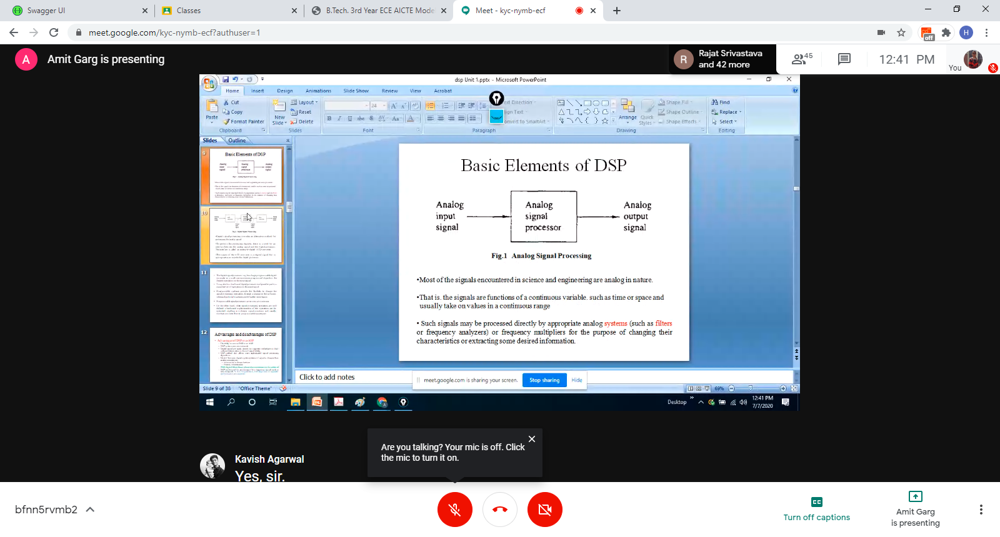 Swagger UI
Classes
B.Tech. 3rd Year ECE AICTE Mode
Meet - kyc-nymb-ecf
meet.google.com/kyc-nymb-ecf?authuser=1
off
H
A
Amit Garg is presenting
R
Rajat Srivastava
and 42 more
45
12:41 PM
You
dsp Unit 1.pptx - Microsoft PowerPoint
Home Insert Design Animations Slide Show Review View Acrobat
Cut
Copy
Format Painter
Paste
Clipboard
New
Slide
Layout
Reset
Delete
Slides
24
Font
Direction
Text
to SmartArt
Paragraph
Arrange
Quick
Styles
Shape Fill
Shape Outline
Shape Effects
Drawing
Find
Replace
Select
Editing
Slides Outline
9
Basic Elements of DSP
10
11
12
Advantages and disadvantages of DSP
Basic Elements of DSP
Analog
input
signal
Analog
signal
processor
Analog
output
signal
Fig.1 Analog Signal Processing
•Most of the signals encountered in science and engineering are analog in nature.
•That is. the signals are functions of a continuous variable. such as time or space and
usually take on values in a continuous range
• Such signals may be processed directly by appropriate analog systems (such as filters
or frequency analyzers) or frequency multipliers for the purpose of changing their
characteristics or extracting some desired information.
Click to add notes
meet.google.com is sharing your screen. Stop sharing Hide
Slide 9 of 38 "Office Theme"
69%
Desktop
12:41 PM
7/7/2020
Are you talking? Your mic is off. Click
the mic to turn it on.
Kavish Agarwal
Yes, sir.
bfnn5rvmb2
CC
Turn off captions
Amit Garg
is presenting